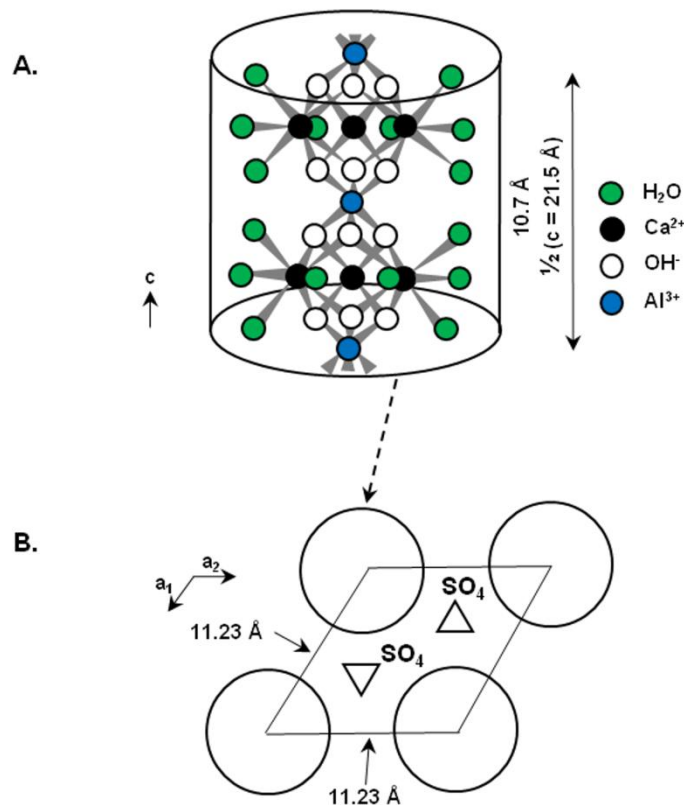 A.
10.7 Å
½ (c = 21.5 Å)
H₂O
Ca²⁺
OH⁻
Al³⁺
c
B.
a₁
a₂
11.23 Å
SO₄
SO₄
11.23 Å